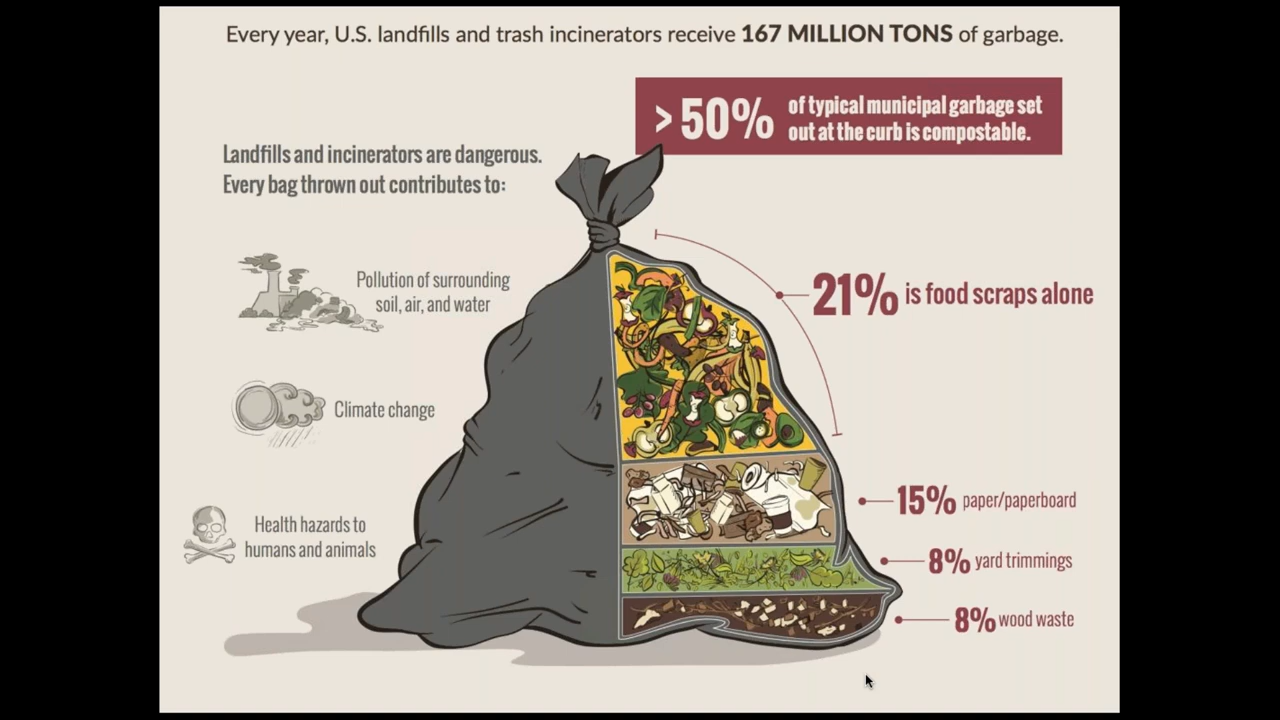 Every year, U.S. landfills and trash incinerators receive 167 MILLION TONS of garbage.
> 50%
of typical municipal garbage set
out at the curb is compostable.
Landfills and incinerators are dangerous.
Every bag thrown out contributes to:
Pollution of surrounding
soil, air, and water
21% is food scraps alone
Climate change
15% paper/paperboard
Health hazards to
humans and animals
8% yard trimmings
8% wood waste